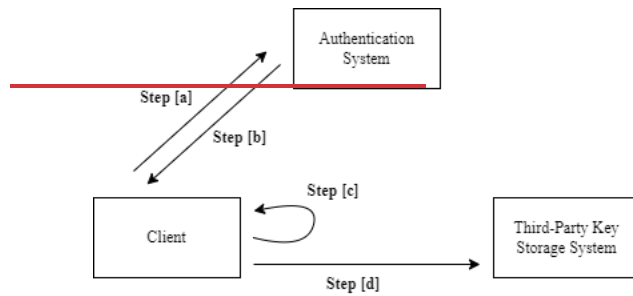 Authentication
System
Step [a]
Step [b]
Step [c]
Client
Third-Party Key
Storage System
Step [d]